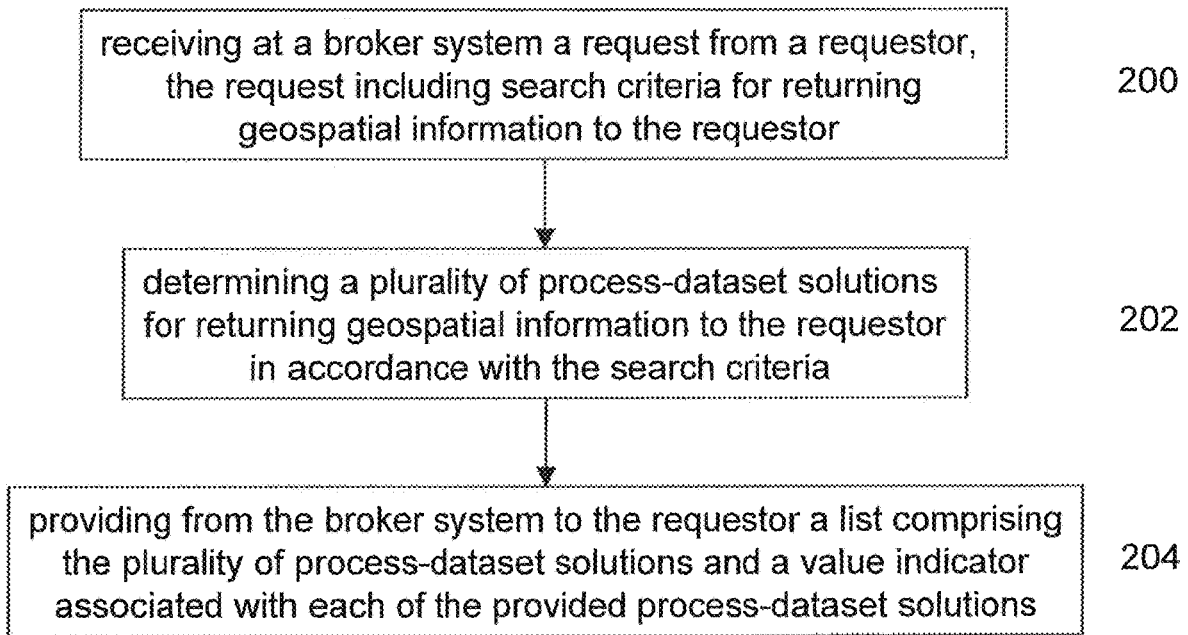 receiving at a broker system a request from a requestor,
the request including search criteria for returning
geospatial information to the requestor
200
determining a plurality of process-dataset solutions
for returning geospatial information to the requestor
in accordance with the search criteria
202
providing from the broker system to the requestor a list comprising
the plurality of process-dataset solutions and a value indicator
associated with each of the provided process-dataset solutions
204